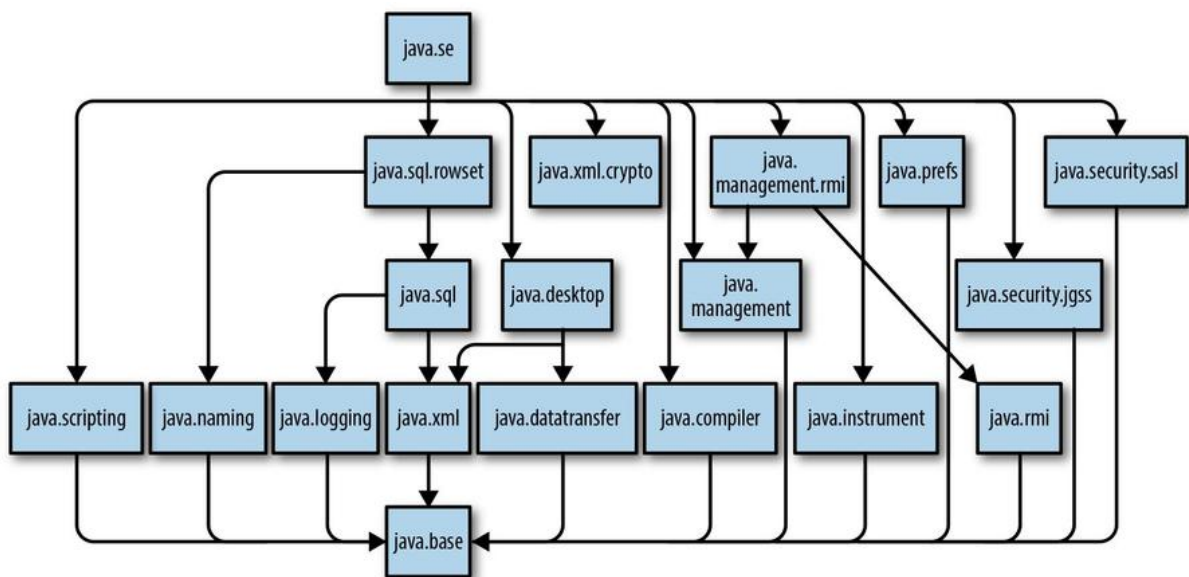 java.se
java.sql.rowset
java.xml.crypto
java.
management.rmi
java.prefs
java.security.sasl
java.sql
java.desktop
java.
management
java.security.jgss
java.scripting
java.naming
java.logging
java.xml
java.datatransfer
java.compiler
java.instrument
java.rmi
java.base